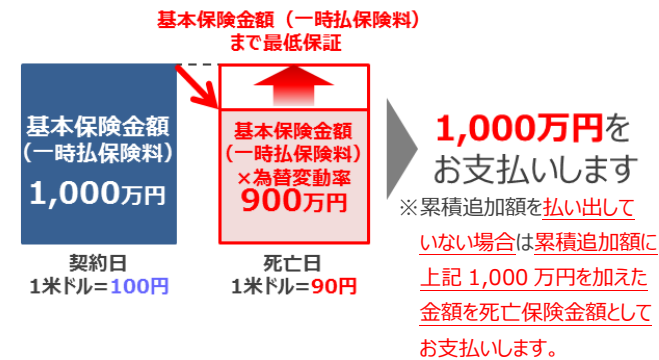 基本保険金額（一時払保険料）
まで最低保証
基本保険金額
（一時払保険料）
1,000万円
契約日
1米ドル=100円
基本保険金額
（一時払保険料）
×為替変動率
900万円
死亡日
1米ドル=90円
1,000万円を
お支払いします
※累積追加額を払い出して
いない場合は累積追加額に
上記 1,000 万円を加えた
金額を死亡保険金額として
お支払いします。